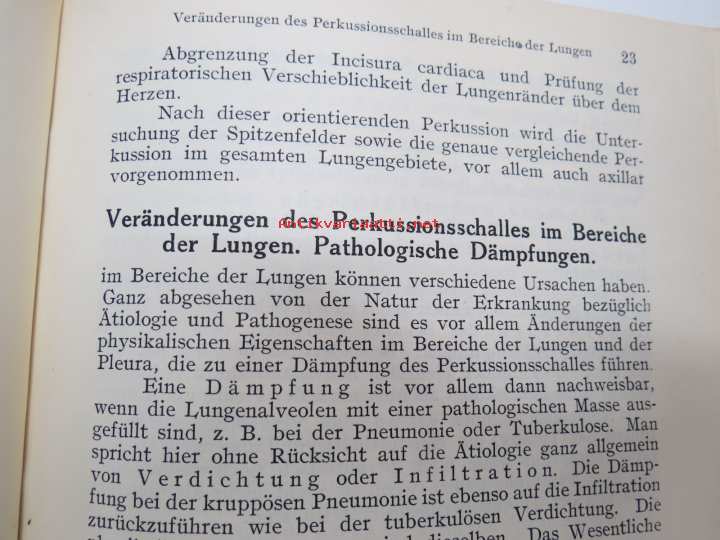 Veränderungen des Perkussionsschalles im Bereiche der Lungen 23
Abgrenzung der Incisura cardiaca und Prüfung der
respiratorischen Verschieblichkeit der Lungenränder über dem
Herzen.
Nach dieser orientierenden Perkussion wird die Unter-
suchung der Spitzenfelder sowie die genaue vergleichende Per-
kussion im gesamten Lungengebiete, vor allem auch axillar
vorgenommen.
Veränderungen des Perkussionsschalles im Bereiche
antikvariaatti.net
der Lungen. Pathologische Dämpfungen.
im Bereiche der Lungen können verschiedene Ursachen haben.
Ganz abgesehen von der Natur der Erkrankung bezüglich
Ätiologie und Pathogenese sind es vor allem Änderungen der
physikalischen Eigenschaften im Bereiche der Lungen und der
Pleura, die zu einer Dämpfung des Perkussionsschalles führen.
Eine Dämpfung ist vor allem dann nachweisbar,
wenn die Lungenalveolen mit einer pathologischen Masse aus-
gefüllt sind, z. B. bei der Pneumonie oder Tuberkulose. Man
spricht hier ohne Rücksicht auf die Ätiologie ganz allgemein
von Verdichtung oder Infiltration. Die Dämp-
fung bei der kruppösen Pneumonie ist ebenso auf die Infiltration
zurückzuführen wie bei der tuberkulösen Verdichtung. Die
dieselben. Das Wesentliche